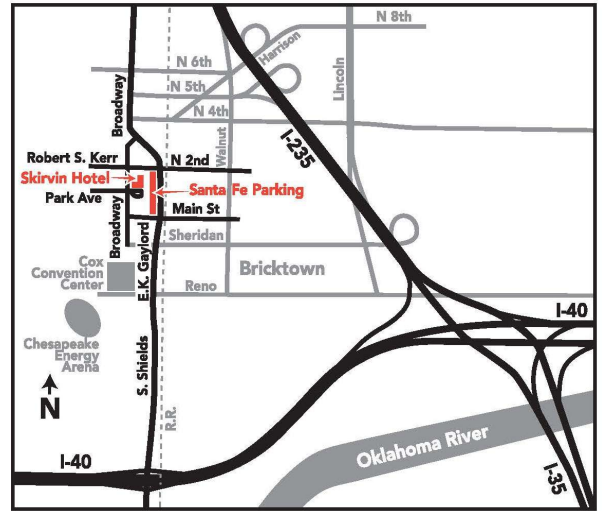 N 8th
Harrison
N 6th
Lincoln
N 5th
Broadway
N 4th
Walnut
I-235
Robert S. Kerr
N 2nd
Skirvin Hotel
P
Santa Fe Parking
Park Ave
Main St
Broadway
E.K. Gaylord
Sheridan
Cox
Convention
Center
Bricktown
Reno
I-40
Chesapeake
Energy
Arena
S. Shields
N
R.R.
Oklahoma River
I-40
I-35